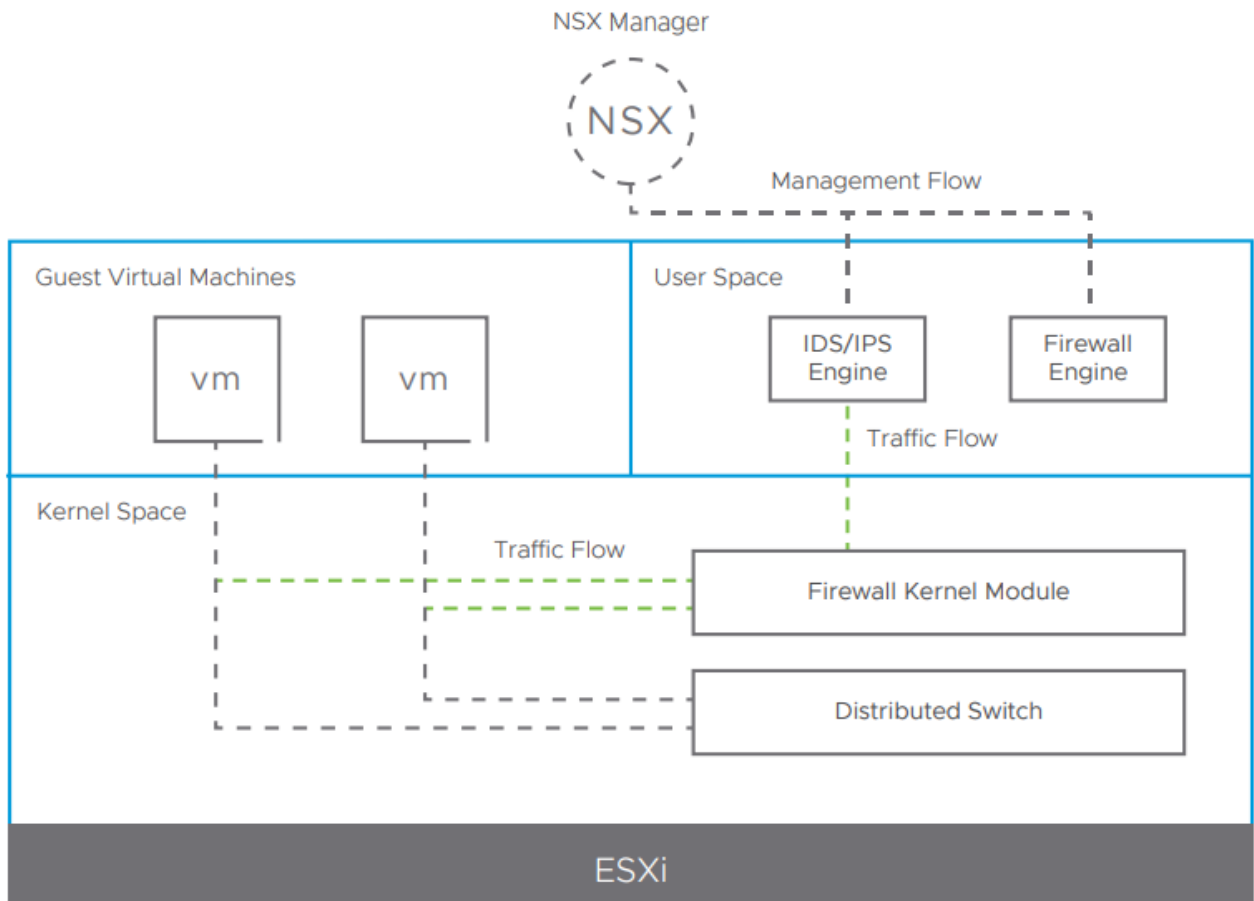 NSX Manager
NSX
Management Flow
Guest Virtual Machines
User Space
vm
vm
IDS/IPS
Engine
Firewall
Engine
Traffic Flow
Kernel Space
Traffic Flow
Firewall Kernel Module
Distributed Switch
ESXi